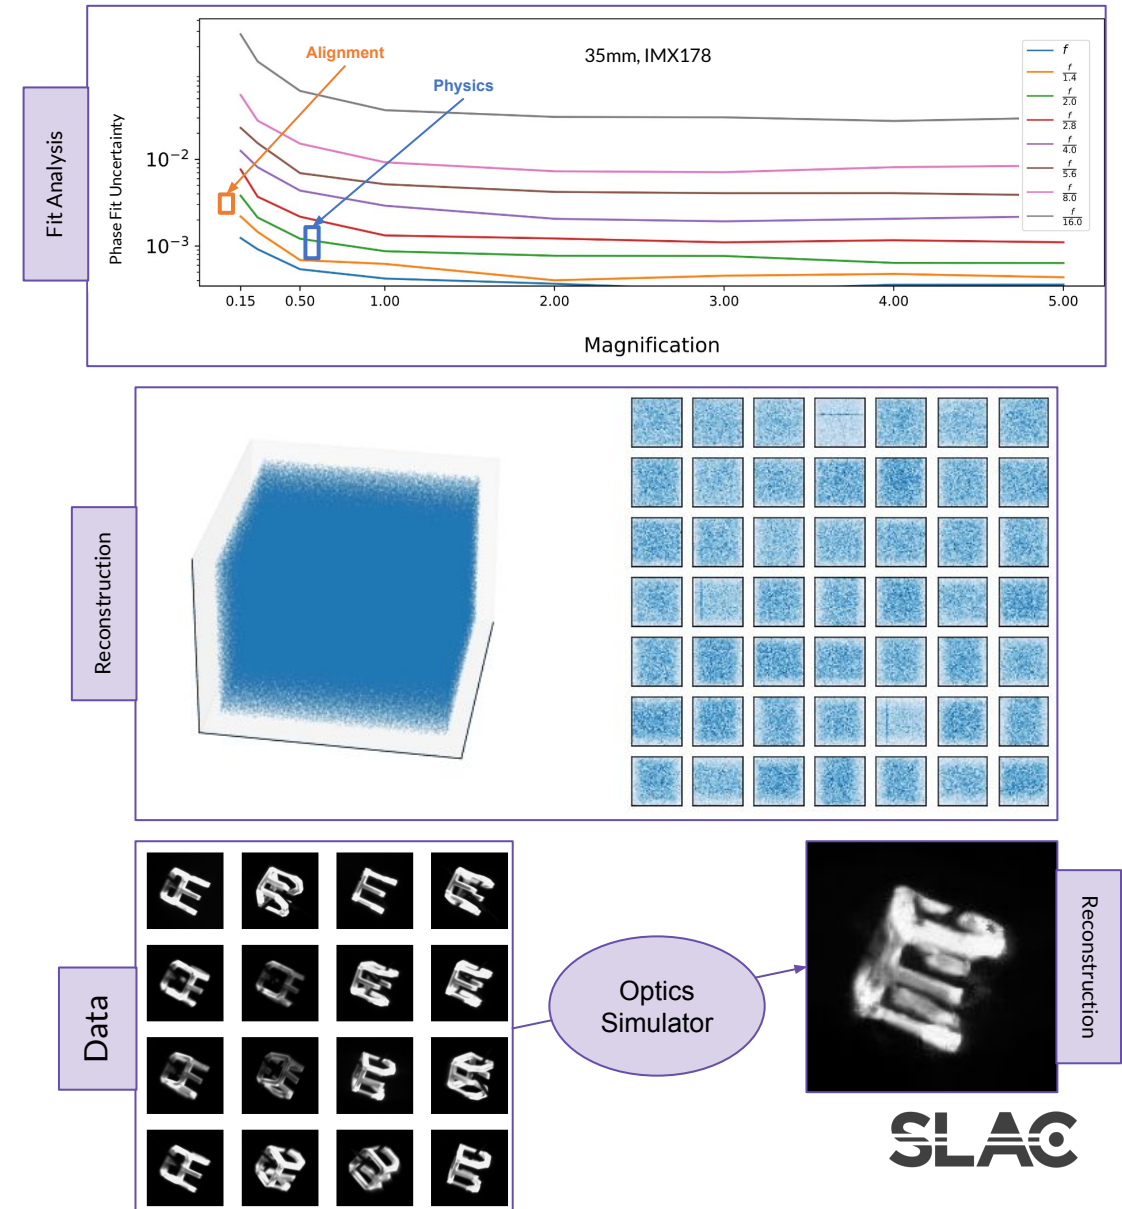 Fit Analysis
Phase Fit Uncertainty
10⁻²
10⁻³
Alignment
Physics
35mm, IMX178
f
f/1.4
f/2.0
f/2.8
f/4.0
f/5.6
f/8.0
f/16.0
0.15 0.50 1.00 2.00 3.00 4.00 5.00
Magnification
Reconstruction
Data
Optics
Simulator
Reconstruction
SLAC